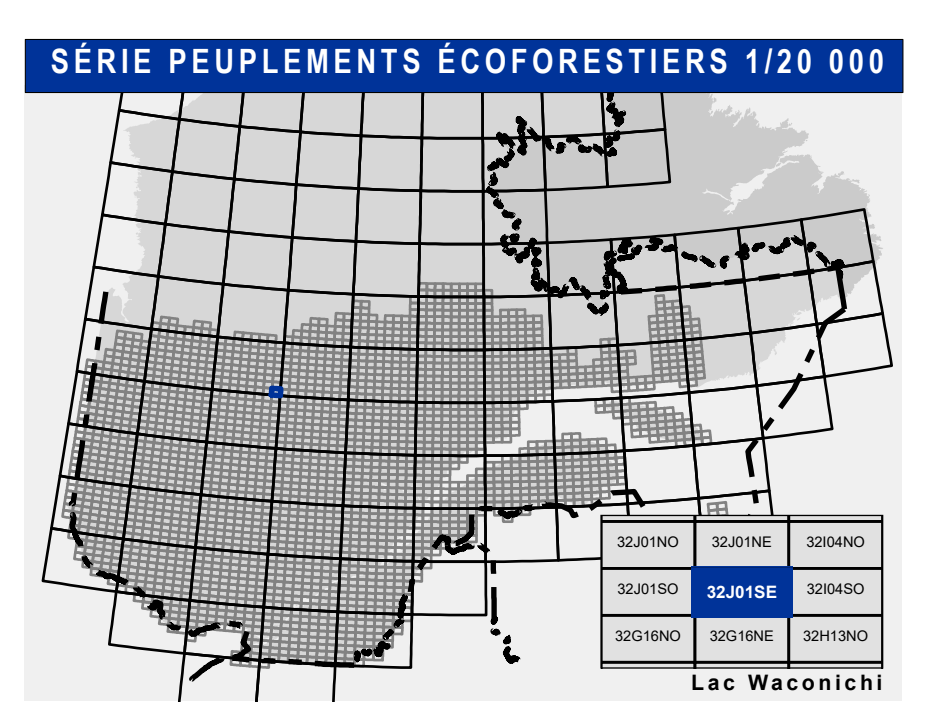 SÉRIE PEUPLEMENTS ÉCOFORESTIERS 1/20 000
32J01NO 32J01NE 32I04NO
32J01SO 32J01SE 32I04SO
32G16NO 32G16NE 32H13NO
Lac Waconichi